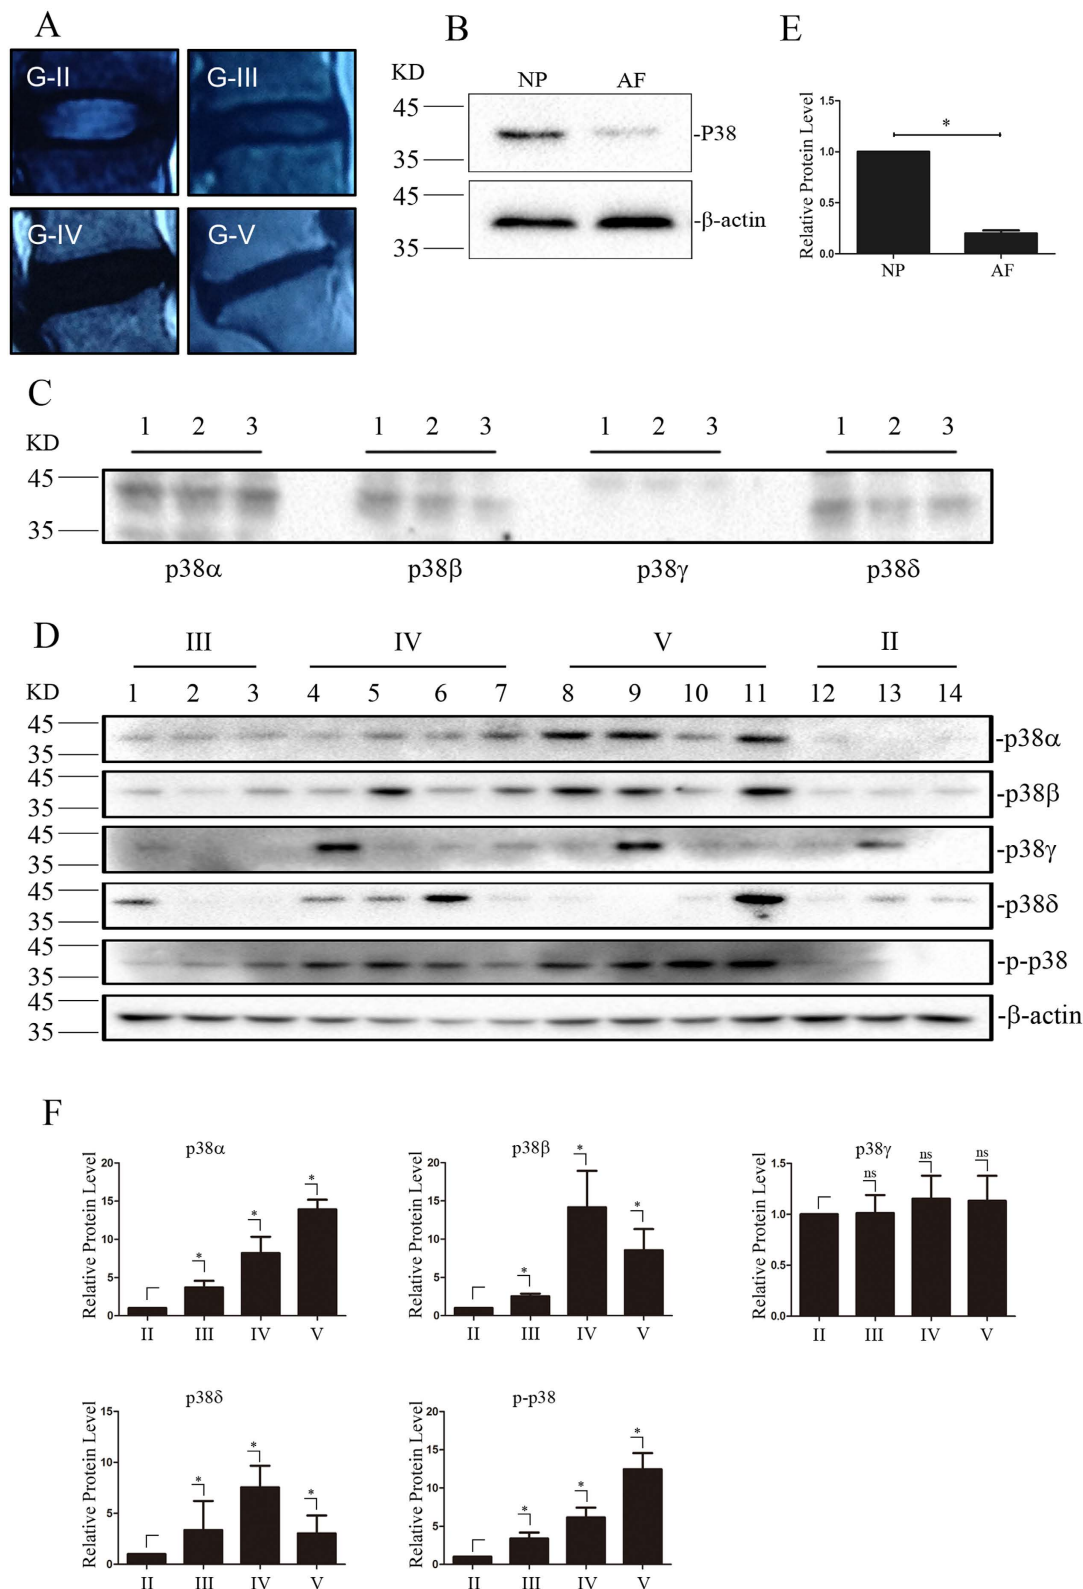 A
G-II
G-III
G-IV
G-V
B
KD
NP
AF
45
35
-P38
45
35
-β-actin
E
Relative Protein Level
1.5
1.0
0.5
0.0
*
NP
AF
C
KD
1 2 3
1 2 3
1 2 3
1 2 3
45
35
p38α
p38β
p38γ
p38δ
D
III
IV
V
II
KD
1 2 3 4 5 6 7 8 9 10 11 12 13 14
45
35
-p38α
45
35
-p38β
45
35
-p38γ
45
35
-p38δ
45
35
-p-p38
45
35
-β-actin
F
p38α
Relative Protein Level
20
15
10
5
0
* * *
II III IV V
p38β
Relative Protein Level
20
15
10
5
0
* * *
II III IV V
p38γ
Relative Protein Level
1.5
1.0
0.5
0.0
ns ns ns
II III IV V
p38δ
Relative Protein Level
15
10
5
0
* * *
II III IV V
p-p38
Relative Protein Level
20
15
10
5
0
* * *
II III IV V